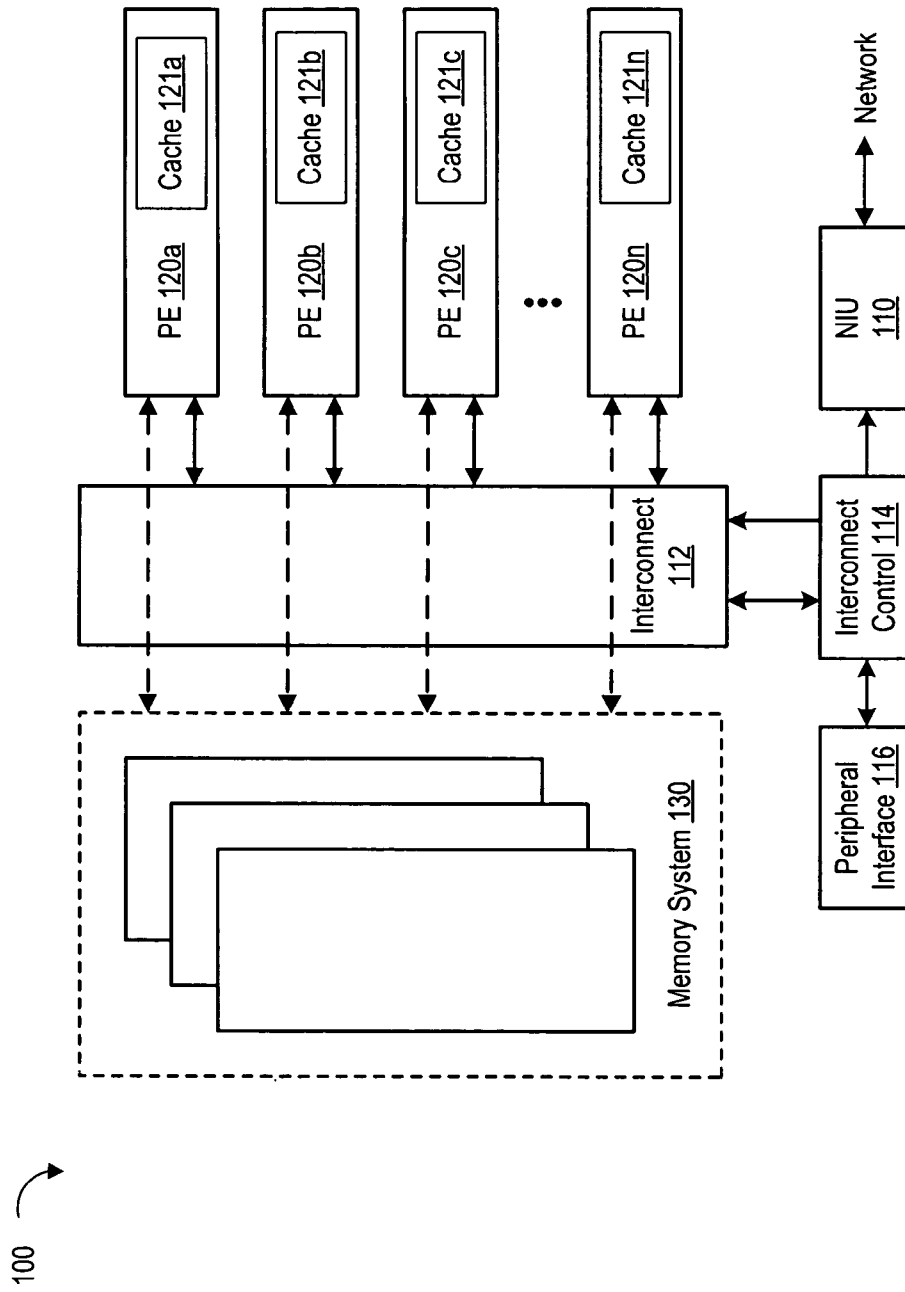 100
PE 120a
Cache 121a
PE 120b
Cache 121b
PE 120c
Cache 121c
PE 120n
Cache 121n
Interconnect
112
Memory System 130
Peripheral
Interface 116
Interconnect
Control 114
NIU
110
Network